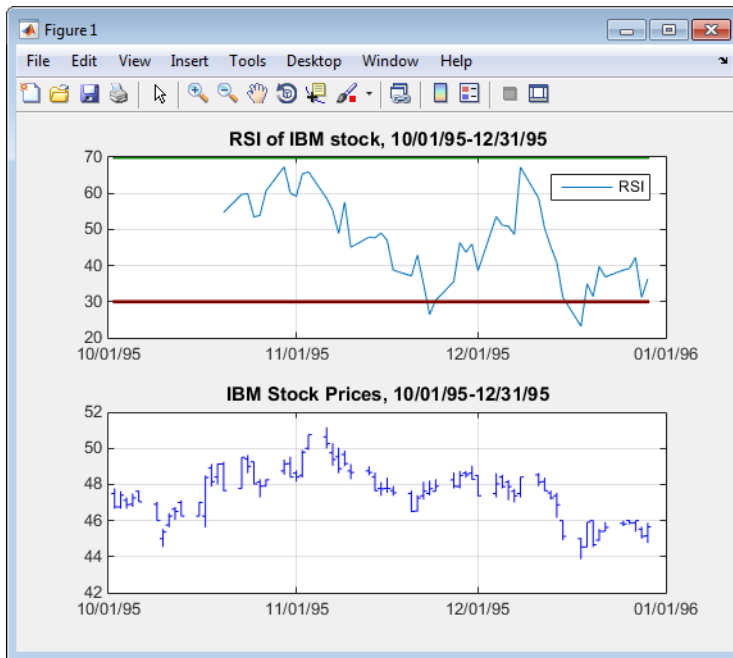 Figure 1
File Edit View Insert Tools Desktop Window Help
RSI of IBM stock, 10/01/95-12/31/95
70
60
50
40
30
20
RSI
10/01/95 11/01/95 12/01/95 01/01/96
IBM Stock Prices, 10/01/95-12/31/95
52
50
48
46
44
42
10/01/95 11/01/95 12/01/95 01/01/96